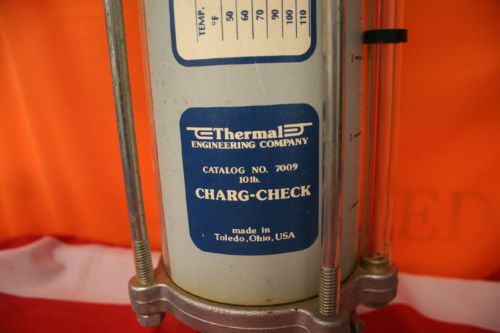 TEMP. °F 50 60 70 80 90 100 110
Thermal
ENGINEERING COMPANY
CATALOG NO. 7009
10 lb.
CHARG-CHECK
made in
Toledo, Ohio, USA